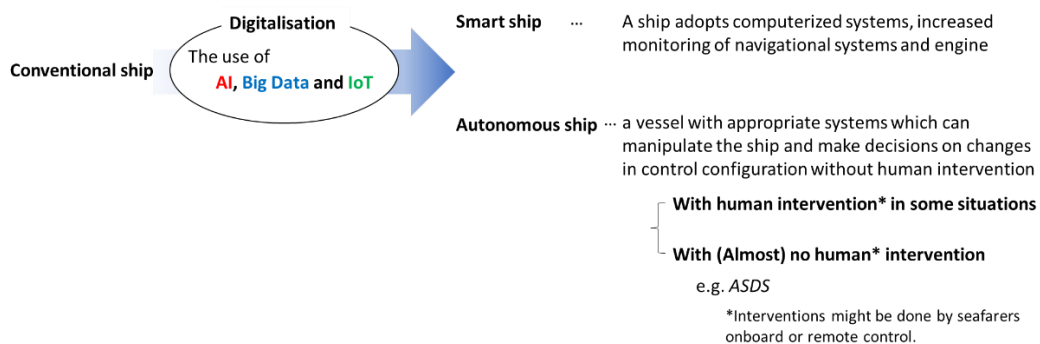 Digitalisation
The use of
AI, Big Data and IoT
Conventional ship
Smart ship ...
A ship adopts computerized systems, increased
monitoring of navigational systems and engine
Autonomous ship ...
a vessel with appropriate systems which can
manipulate the ship and make decisions on changes
in control configuration without human intervention
With human intervention* in some situations
With (Almost) no human* intervention
e.g. ASDS
*Interventions might be done by seafarers
onboard or remote control.